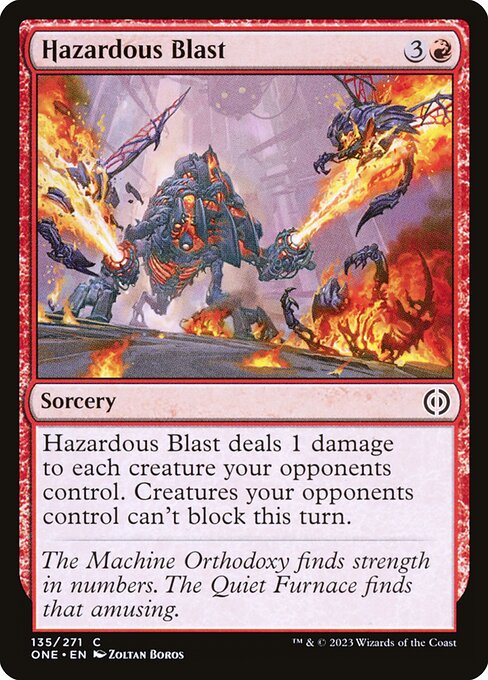 Hazardous Blast 3
Sorcery
Hazardous Blast deals 1 damage
to each creature your opponents
control. Creatures your opponents
control can't block this turn.
The Machine Orthodoxy finds strength
in numbers. The Quiet Furnace finds
that amusing.
135/271 C
ONE • EN Zoltan Boros
™ & © 2023 Wizards of the Coast